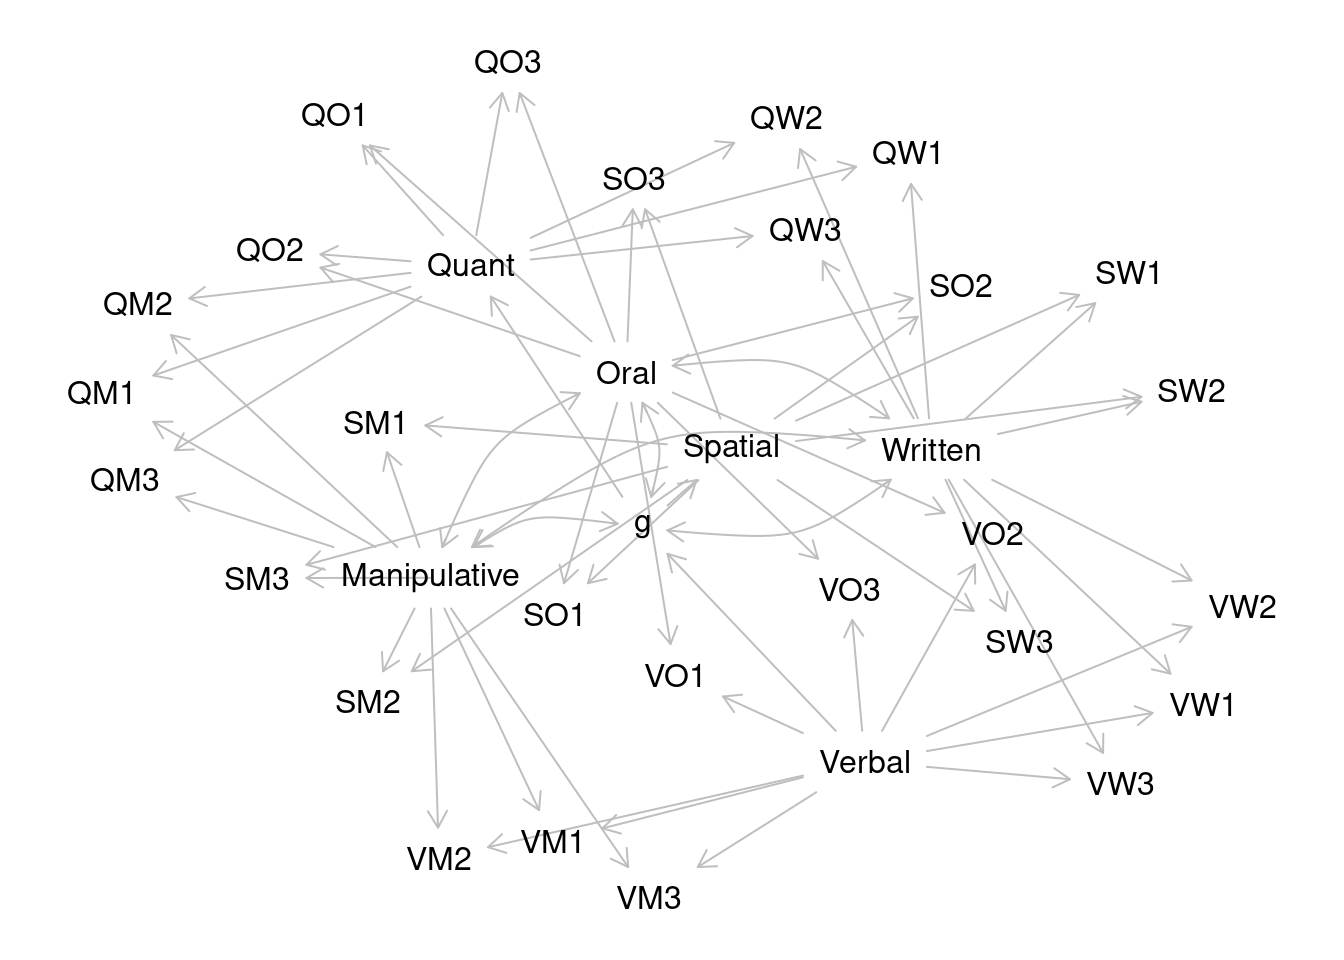 QO3
QO1
QW2
QW1
SO3
QW3
QO2
Quant
SW1
SO2
QM2
Oral
QM1
SW2
SM1
Spatial
Written
QM3
g
VO2
Manipulative
SM3
VO3
VW2
SO1
SW3
VO1
SM2
VW1
Verbal
VW3
VM1
VM2
VM3